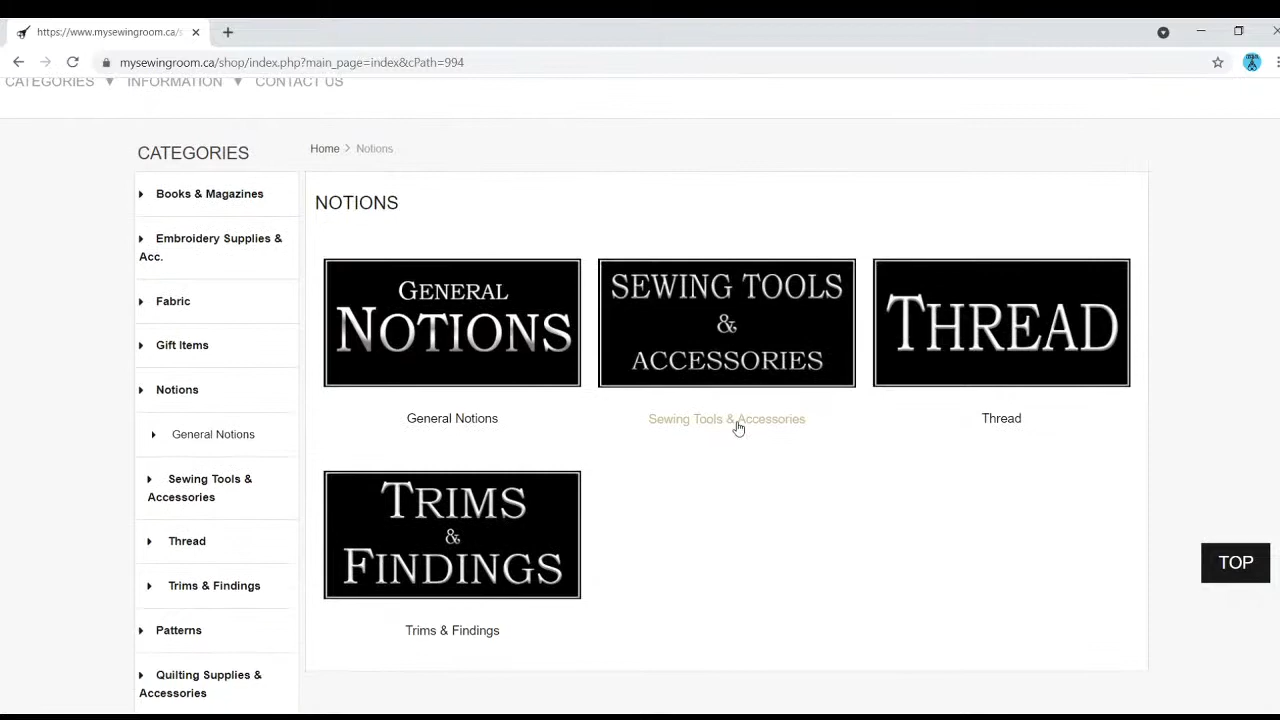 https://www.mysewingroom.ca/s
mysewingroom.ca/shop/index.php?main_page=index&cPath=994
CATEGORIES
INFORMATION
CONTACT US
CATEGORIES
Books & Magazines
Embroidery Supplies &
Acc.
Fabric
Gift Items
Notions
General Notions
Sewing Tools &
Accessories
Thread
Trims & Findings
Patterns
Quilting Supplies &
Accessories
Home > Notions
NOTIONS
GENERAL
NOTIONS
General Notions
SEWING TOOLS
&
ACCESSORIES
Sewing Tools & Accessories
THREAD
Thread
TRIMS
&
FINDINGS
Trims & Findings
TOP